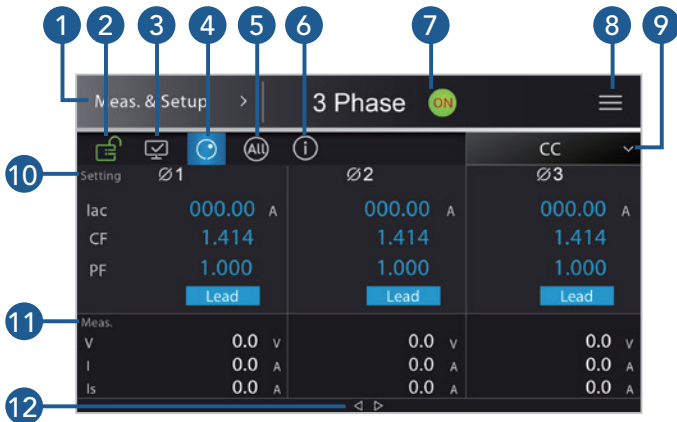 1 2 3 4 5 6 7 8 9
Meas. & Setup > 3 Phase ON
All i CC
10 Setting Ø1 Ø2 Ø3
Iac 000.00 A 000.00 A 000.00 A
CF 1.414 1.414 1.414
PF 1.000 1.000 1.000
Lead Lead Lead
11 Meas.
V 0.0 V 0.0 V 0.0 V
I 0.0 A 0.0 A 0.0 A
Is 0.0 A 0.0 A 0.0 A
12